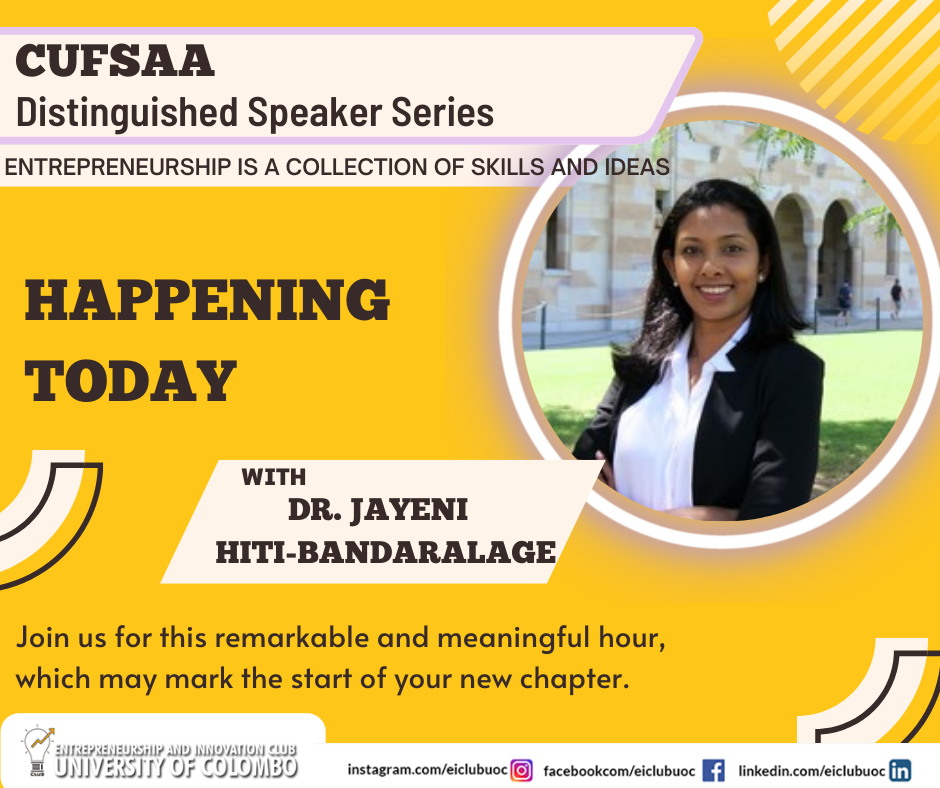 CUFSAA
Distinguished Speaker Series
ENTREPRENEURSHIP IS A COLLECTION OF SKILLS AND IDEAS
HAPPENING
TODAY
WITH
DR. JAYENI
HITI-BANDARALAGE
Join us for this remarkable and meaningful hour,
which may mark the start of your new chapter.
CLUB
ENTREPRENEURSHIP AND INNOVATION CLUB
UNIVERSITY OF COLOMBO
instagram.com/eiclubuoc
facebookcom/eiclubuoc
linkedin.com/eiclubuoc